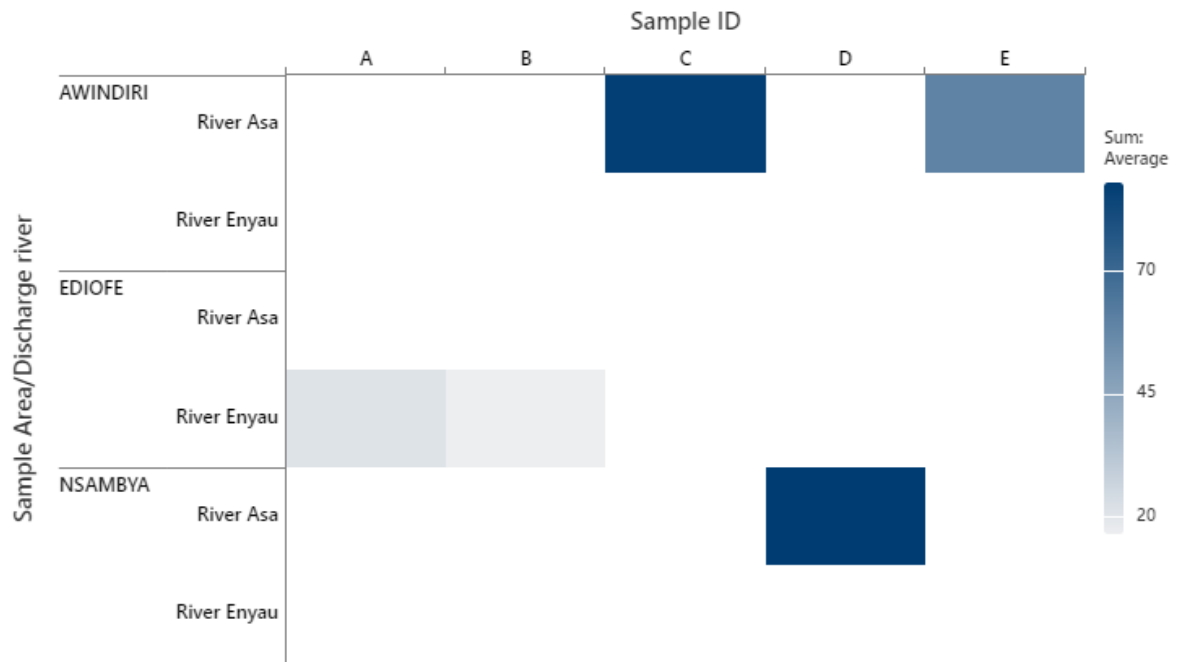 Sample ID
A B C D E
Sample Area/Discharge river
AWINDIRI
River Asa
River Enyau
EDIOFE
River Asa
River Enyau
NSAMBYA
River Asa
River Enyau
Sum:
Average
70
45
20